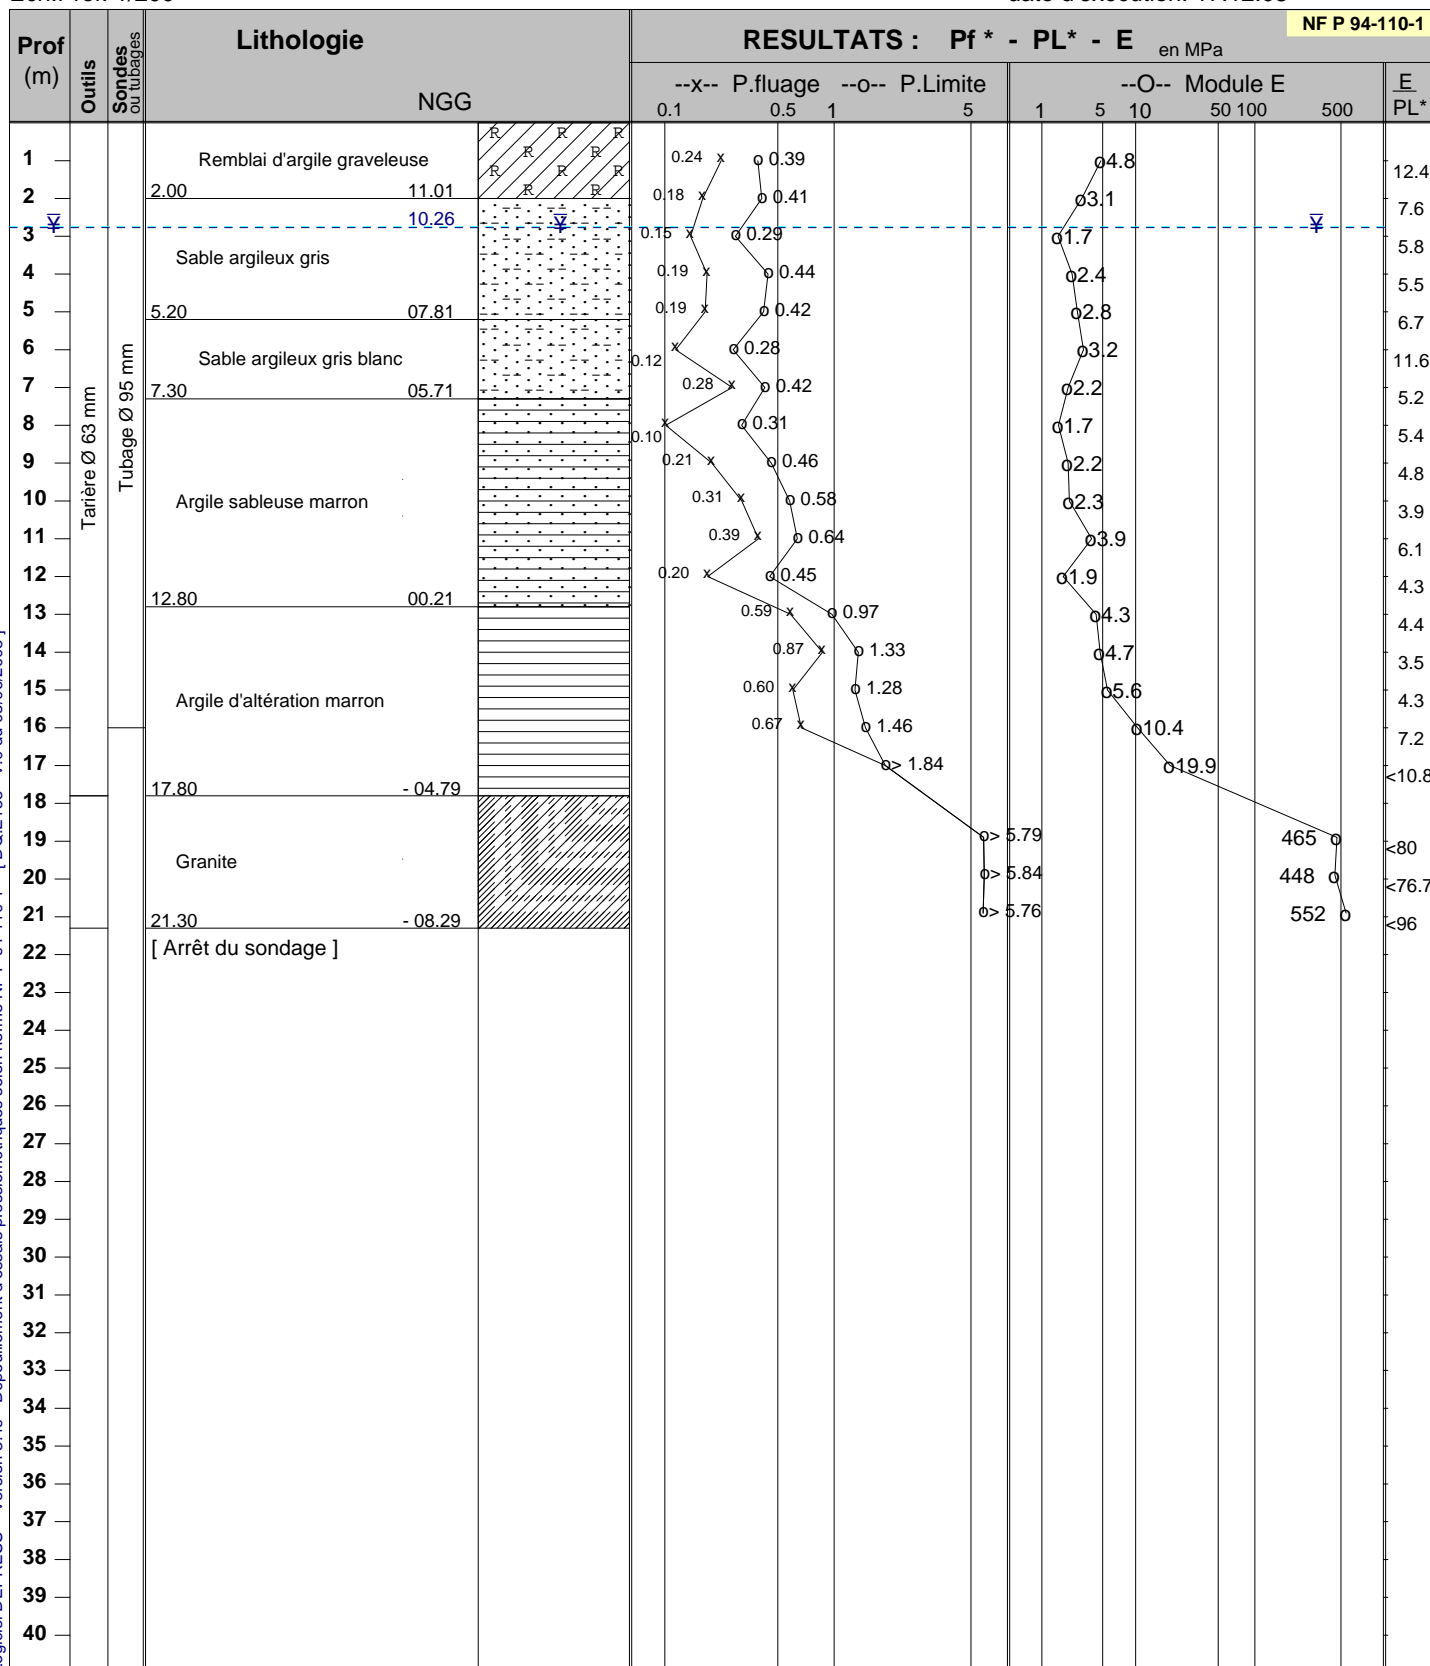 NF P 94-110-1
Prof
(m)
Outils
Sondes
ou tubages
Lithologie
NGG
RESULTATS : Pf * - PL* - E en MPa
--x-- P.fluage --o-- P.Limite
0.1 0.5 1 5
--O-- Module E
1 5 10 50 100 500
E
PL*
Tarière Ø 63 mm
Tubage Ø 95 mm
R R R
R R
R R R
R R
1 Remblai d'argile graveleuse 0.24 0.39 4.8 12.4
2.00 11.01
2 0.18 0.41 3.1 7.6
10.26
3 0.15 0.29 1.7 5.8
Sable argileux gris
4 0.19 0.44 2.4 5.5
5 0.19 0.42 2.8 6.7
5.20 07.81
6 0.12 0.28 3.2 11.6
Sable argileux gris blanc
7 0.28 0.42 2.2 5.2
7.30 05.71
8 0.10 0.31 1.7 5.4
9 0.21 0.46 2.2 4.8
10 Argile sableuse marron 0.31 0.58 2.3 3.9
11 0.39 0.64 3.9 6.1
12 0.20 0.45 1.9 4.3
12.80 00.21
13 0.59 0.97 4.3 4.4
14 0.87 1.33 4.7 3.5
15 0.60 1.28 5.6 4.3
Argile d'altération marron
16 0.67 1.46 10.4 7.2
17 > 1.84 19.9 <10.8
17.80 - 04.79
18
19 > 5.79 465 <80
Granite
20 > 5.84 448 <76.7
21 > 5.76 552 <96
21.30 - 08.29
22 [ Arrêt du sondage ]
23
24
25
26
27
28
29
30
31
32
33
34
35
36
37
38
39
40